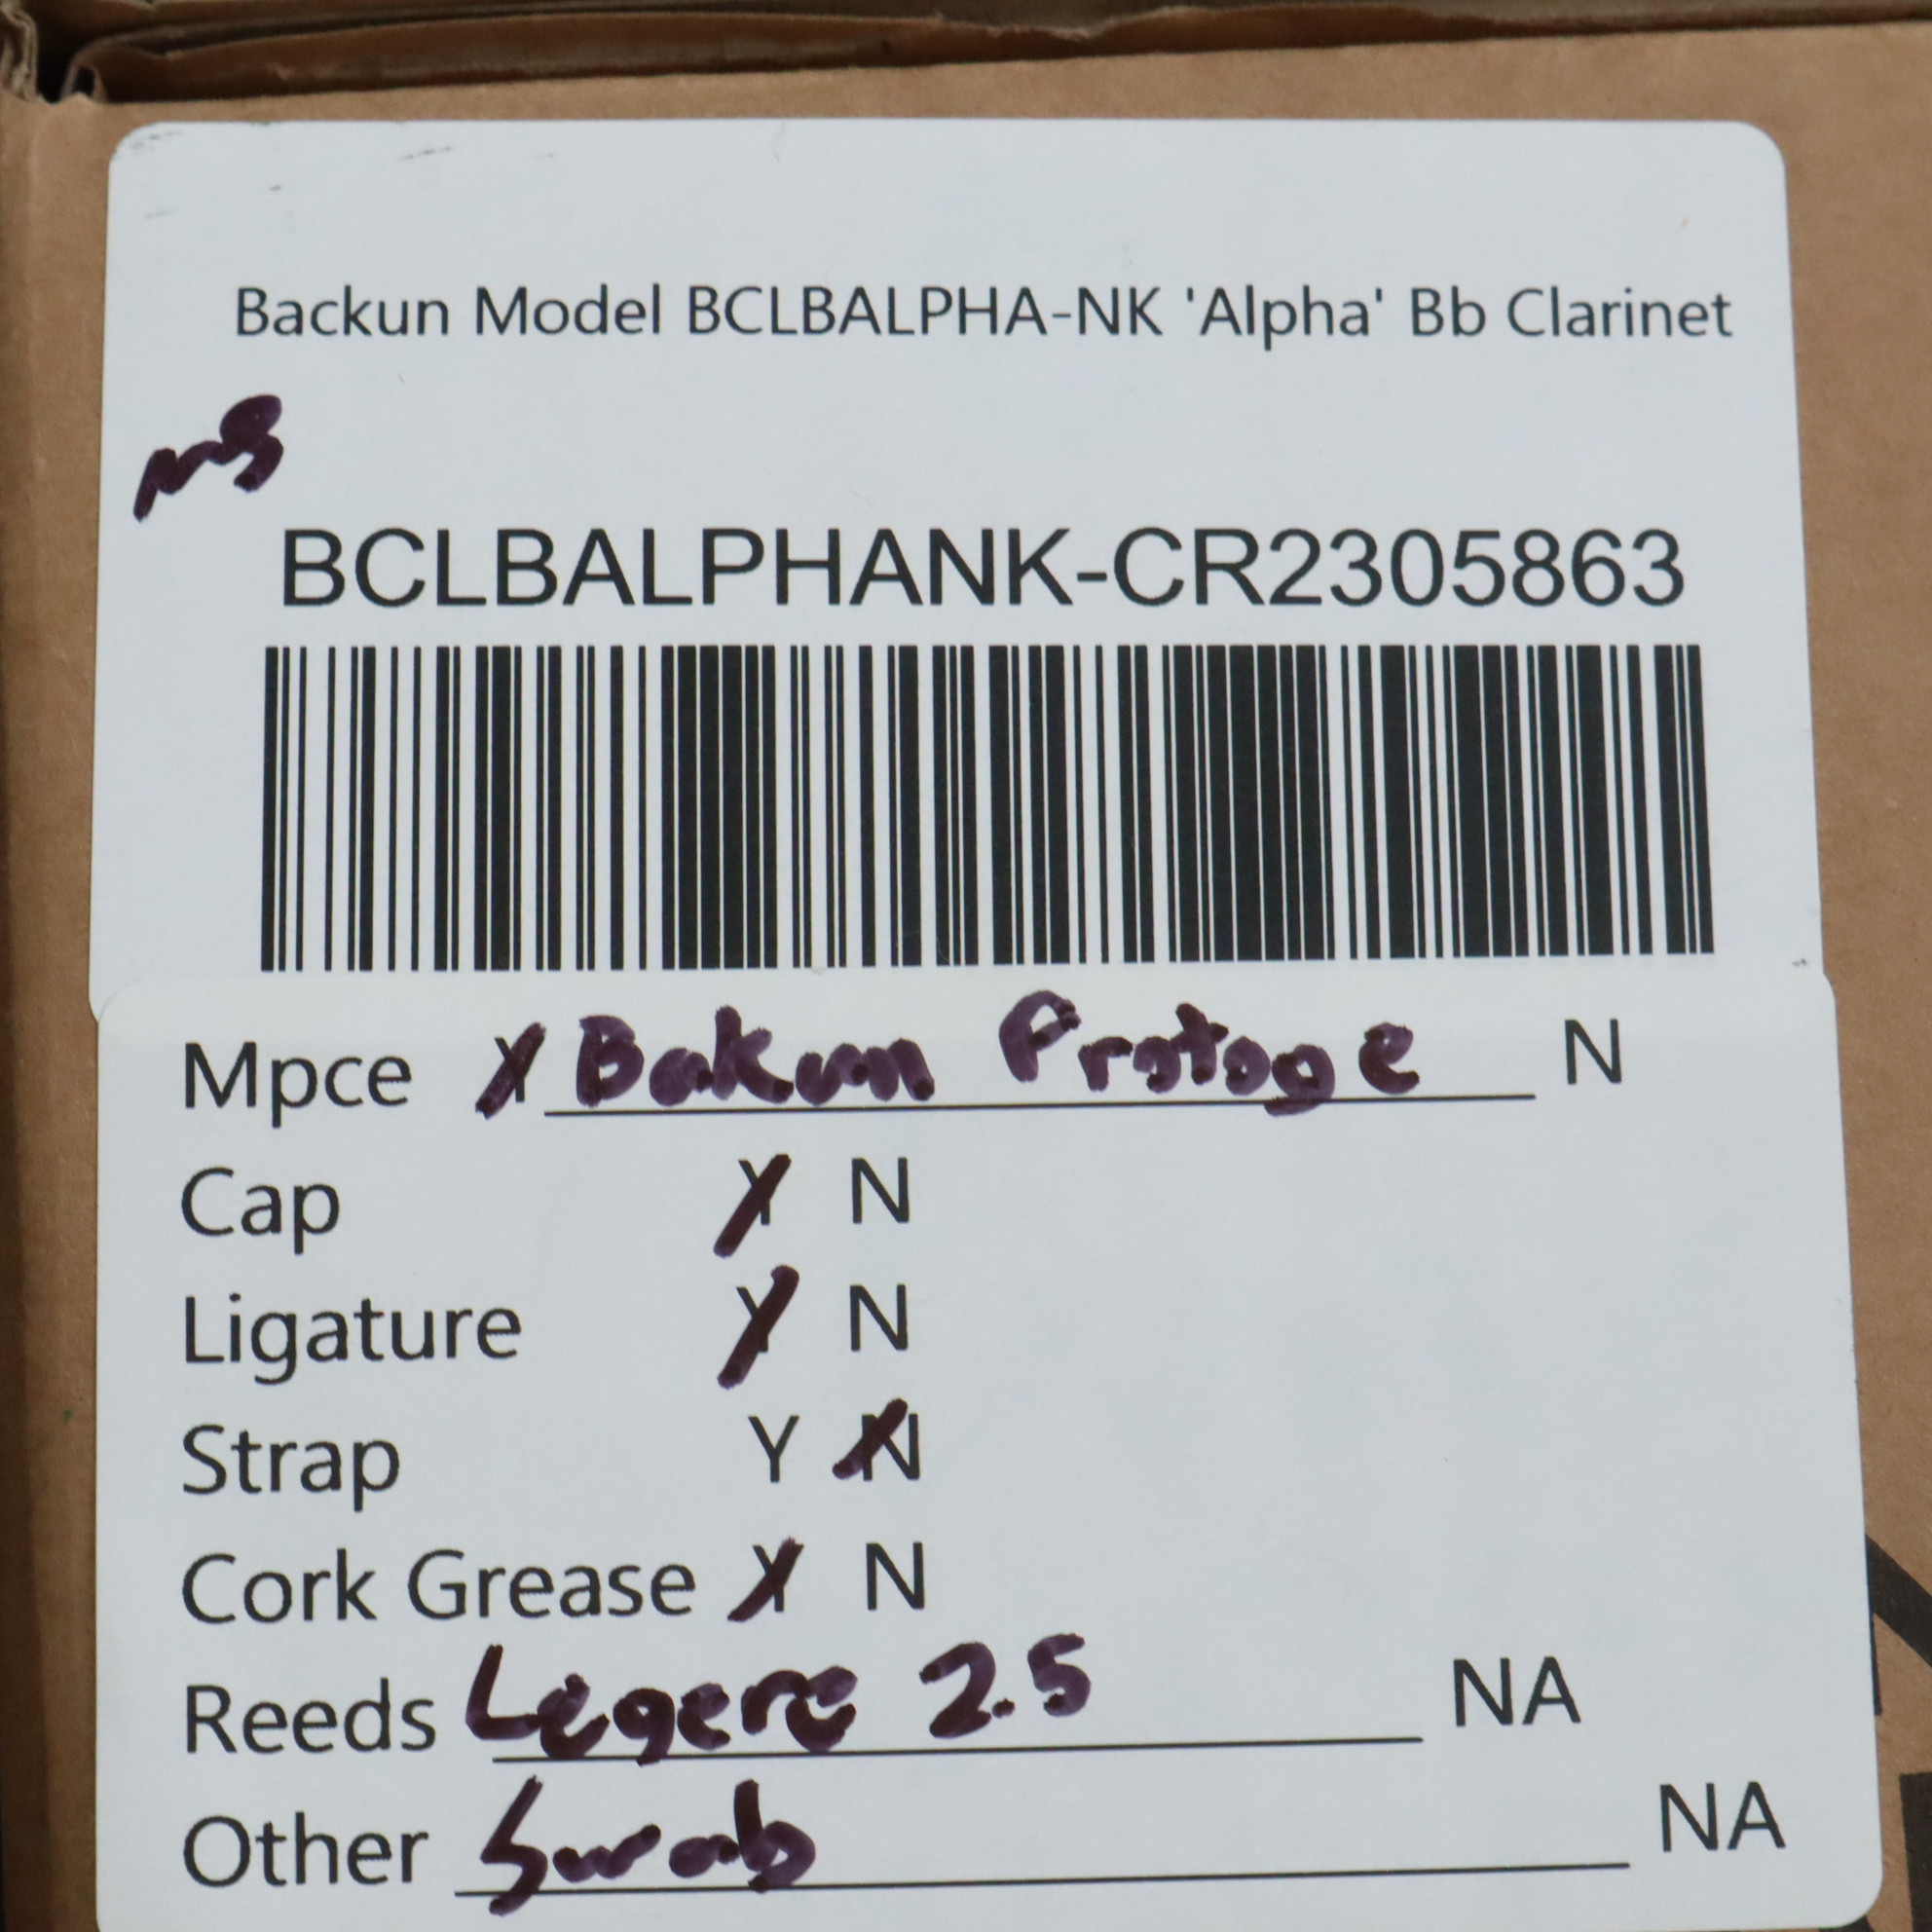 Backun Model BCLBALPHA-NK 'Alpha' Bb Clarinet
BCLBALPHANK-CR2305863
Mpce Y Bakun Protoge N
Cap Y N
Ligature Y N
Strap Y N
Cork Grease Y N
Reeds Legere 2.5 NA
Other Swab NA